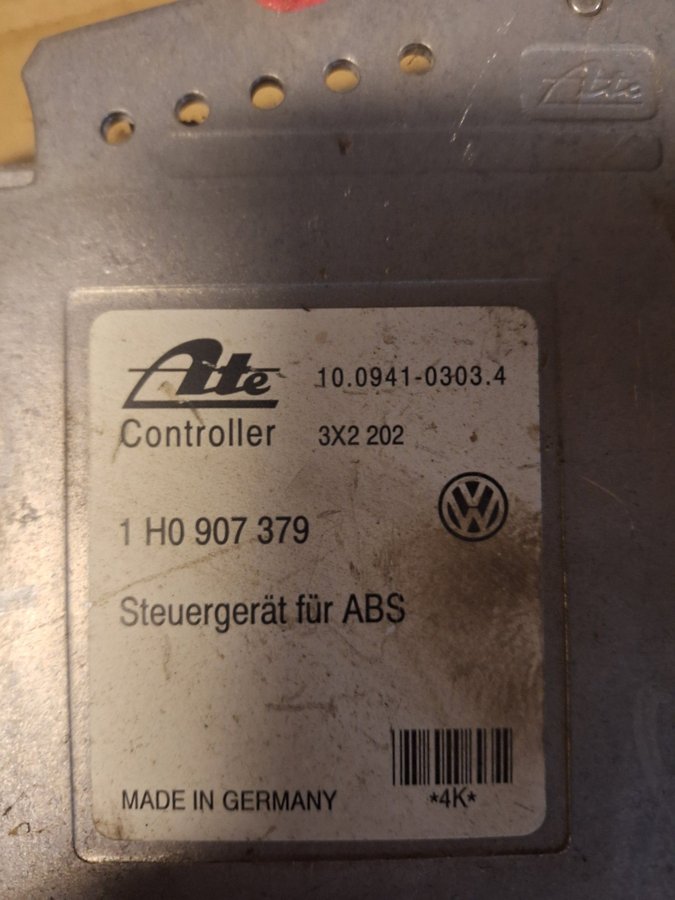 Ate
Ate 10.0941-0303.4
Controller 3X2 202
1 H0 907 379
VW
Steuergerät für ABS
MADE IN GERMANY *4K*